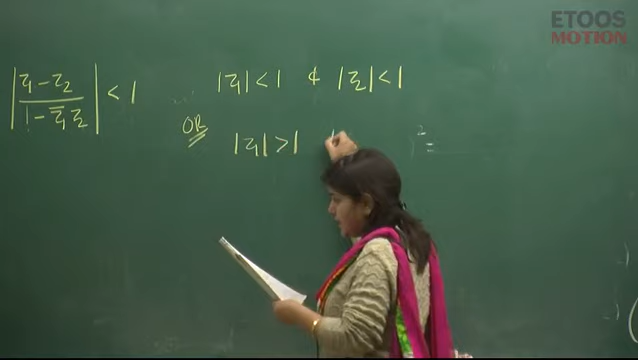 ETOOS
MOTION
|z₁ - z₂ / 1 - z̄₁z₂| < 1
|z₁| < 1 & |z₂| < 1
OR
|z₁| > 1